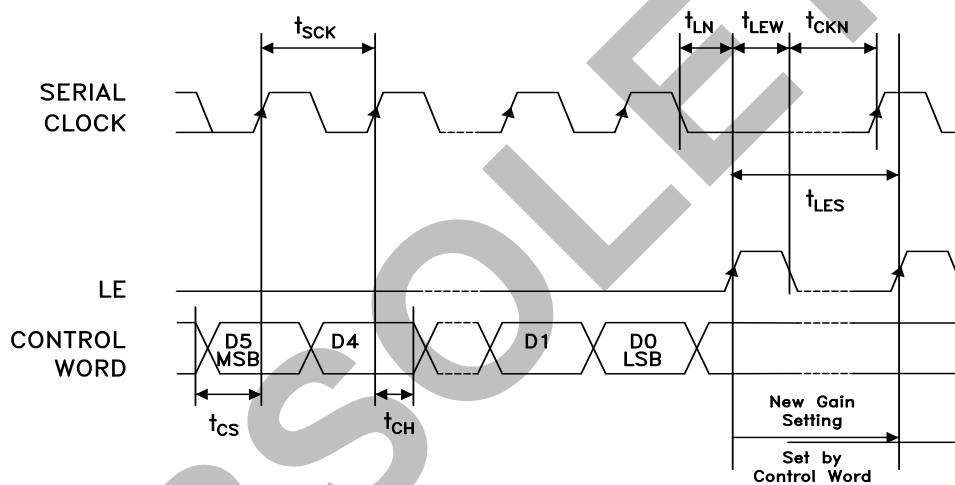 tSCK
tLN
tLEW
tCKN
SERIAL
CLOCK
tLES
LE
CONTROL
WORD
D5
MSB
D4
D1
D0
LSB
tCS
tCH
New Gain
Setting
Set by
Control Word